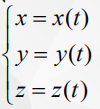 x = x(t)
y = y(t)
z = z(t)